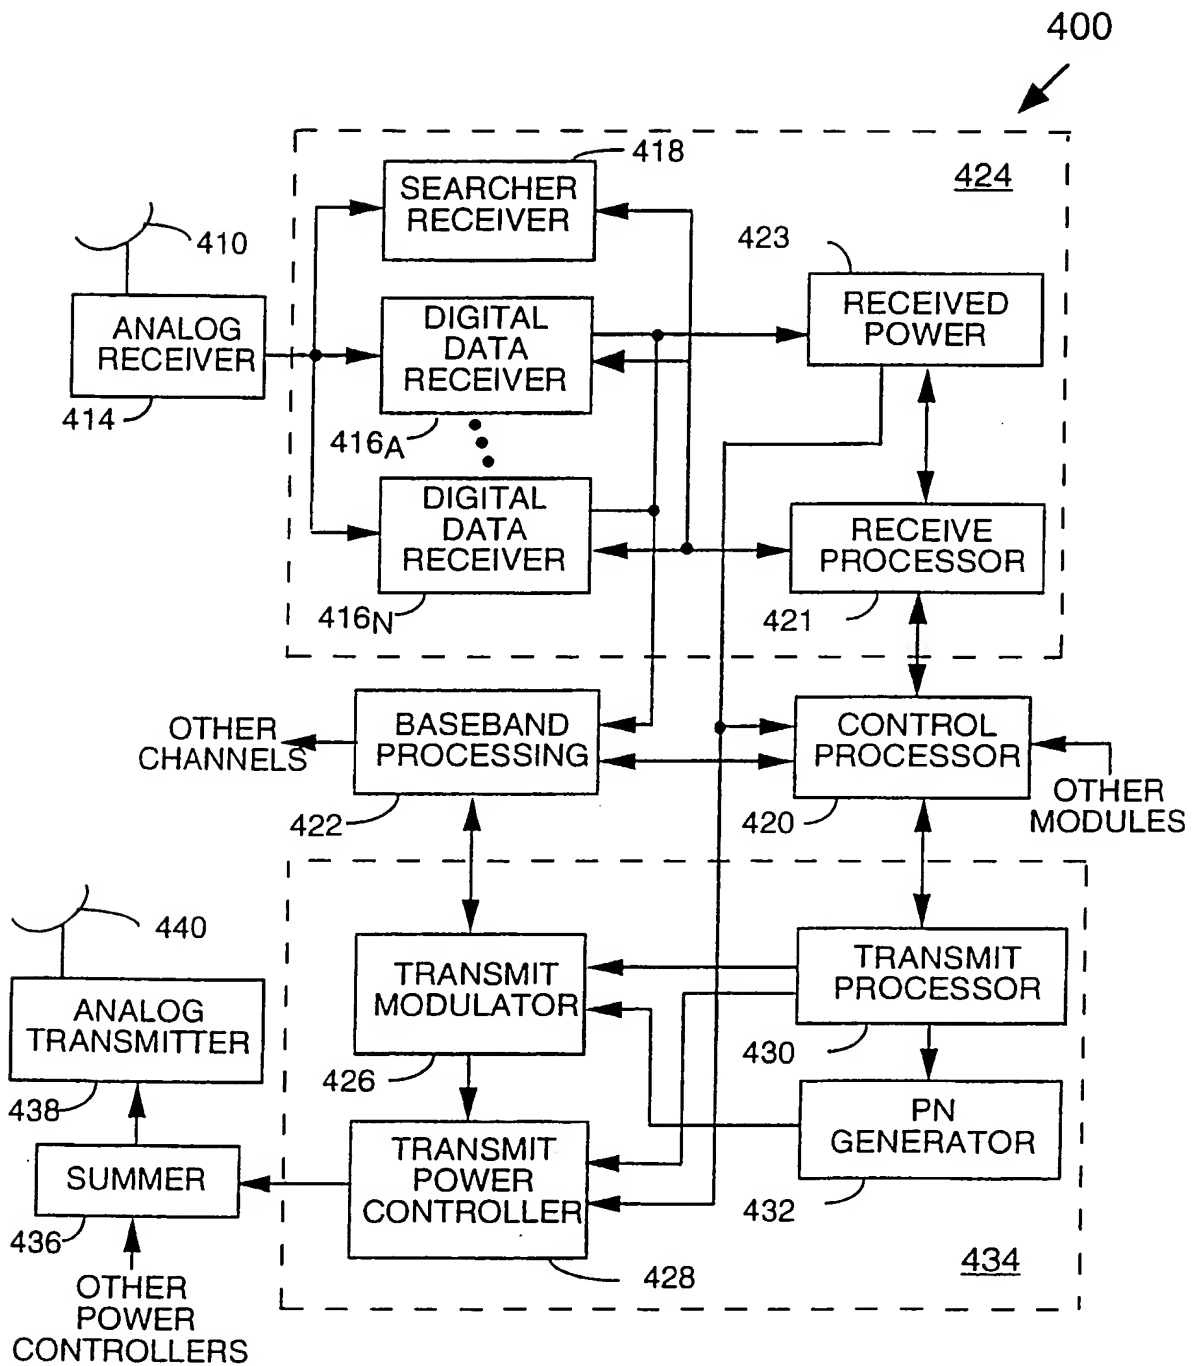 400
418
SEARCHER
RECEIVER
424
410
423
ANALOG
RECEIVER
414
DIGITAL
DATA
RECEIVER
416A
RECEIVED
POWER
DIGITAL
DATA
RECEIVER
416N
RECEIVE
PROCESSOR
421
OTHER
CHANNELS
BASEBAND
PROCESSING
422
CONTROL
PROCESSOR
420
OTHER
MODULES
440
ANALOG
TRANSMITTER
438
TRANSMIT
MODULATOR
426
TRANSMIT
PROCESSOR
430
SUMMER
436
TRANSMIT
POWER
CONTROLLER
428
PN
GENERATOR
432
434
OTHER
POWER
CONTROLLERS